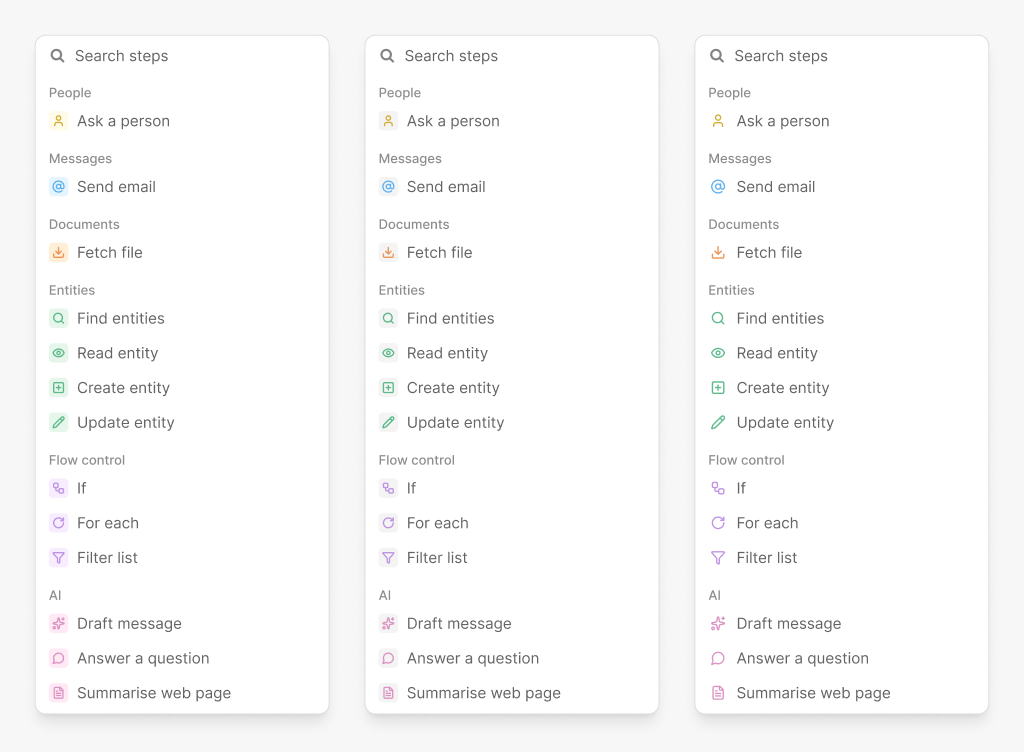 Search steps
People
Ask a person
Messages
Send email
Documents
Fetch file
Entities
Find entities
Read entity
Create entity
Update entity
Flow control
If
For each
Filter list
AI
Draft message
Answer a question
Summarise web page
Search steps
People
Ask a person
Messages
Send email
Documents
Fetch file
Entities
Find entities
Read entity
Create entity
Update entity
Flow control
If
For each
Filter list
AI
Draft message
Answer a question
Summarise web page
Search steps
People
Ask a person
Messages
Send email
Documents
Fetch file
Entities
Find entities
Read entity
Create entity
Update entity
Flow control
If
For each
Filter list
AI
Draft message
Answer a question
Summarise web page